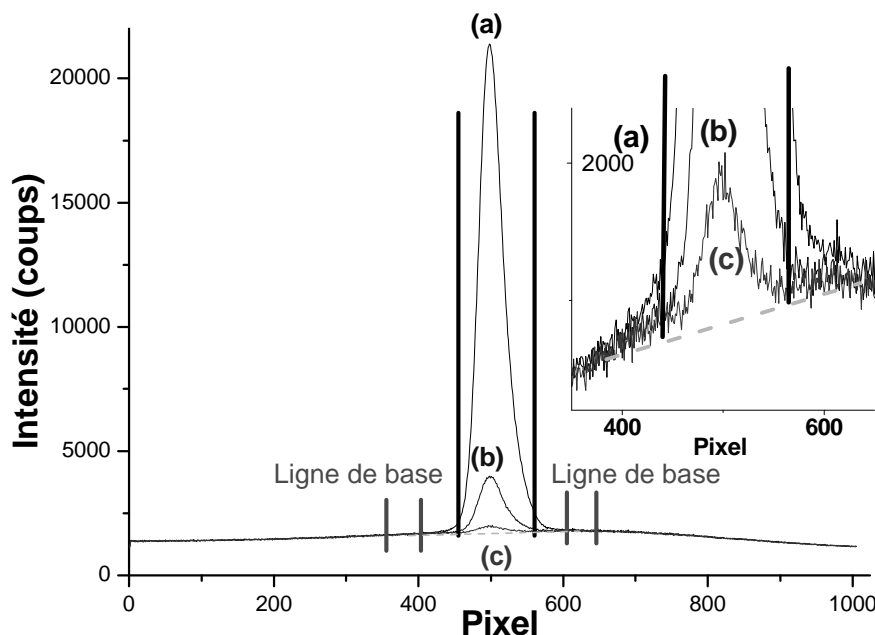 (a)
20000
15000
10000
5000
0
Intensité (coups)
(b)
Ligne de base
Ligne de base
(c)
0
200
400
600
800
1000
Pixel
(a)
(b)
2000
(c)
400
600
Pixel